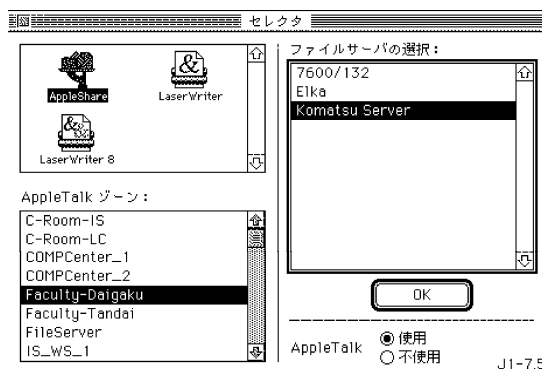 セレクタ
AppleShare
LaserWriter
LaserWriter 8
AppleTalk ゾーン：
C-Room-IS
C-Room-LC
COMPCenter_1
COMPCenter_2
Faculty-Daigaku
Faculty-Tandai
FileServer
IS_WS_1
ファイルサーバの選択：
7600/132
Elka
Komatsu Server
OK
AppleTalk
使用
不使用
J1-7.5